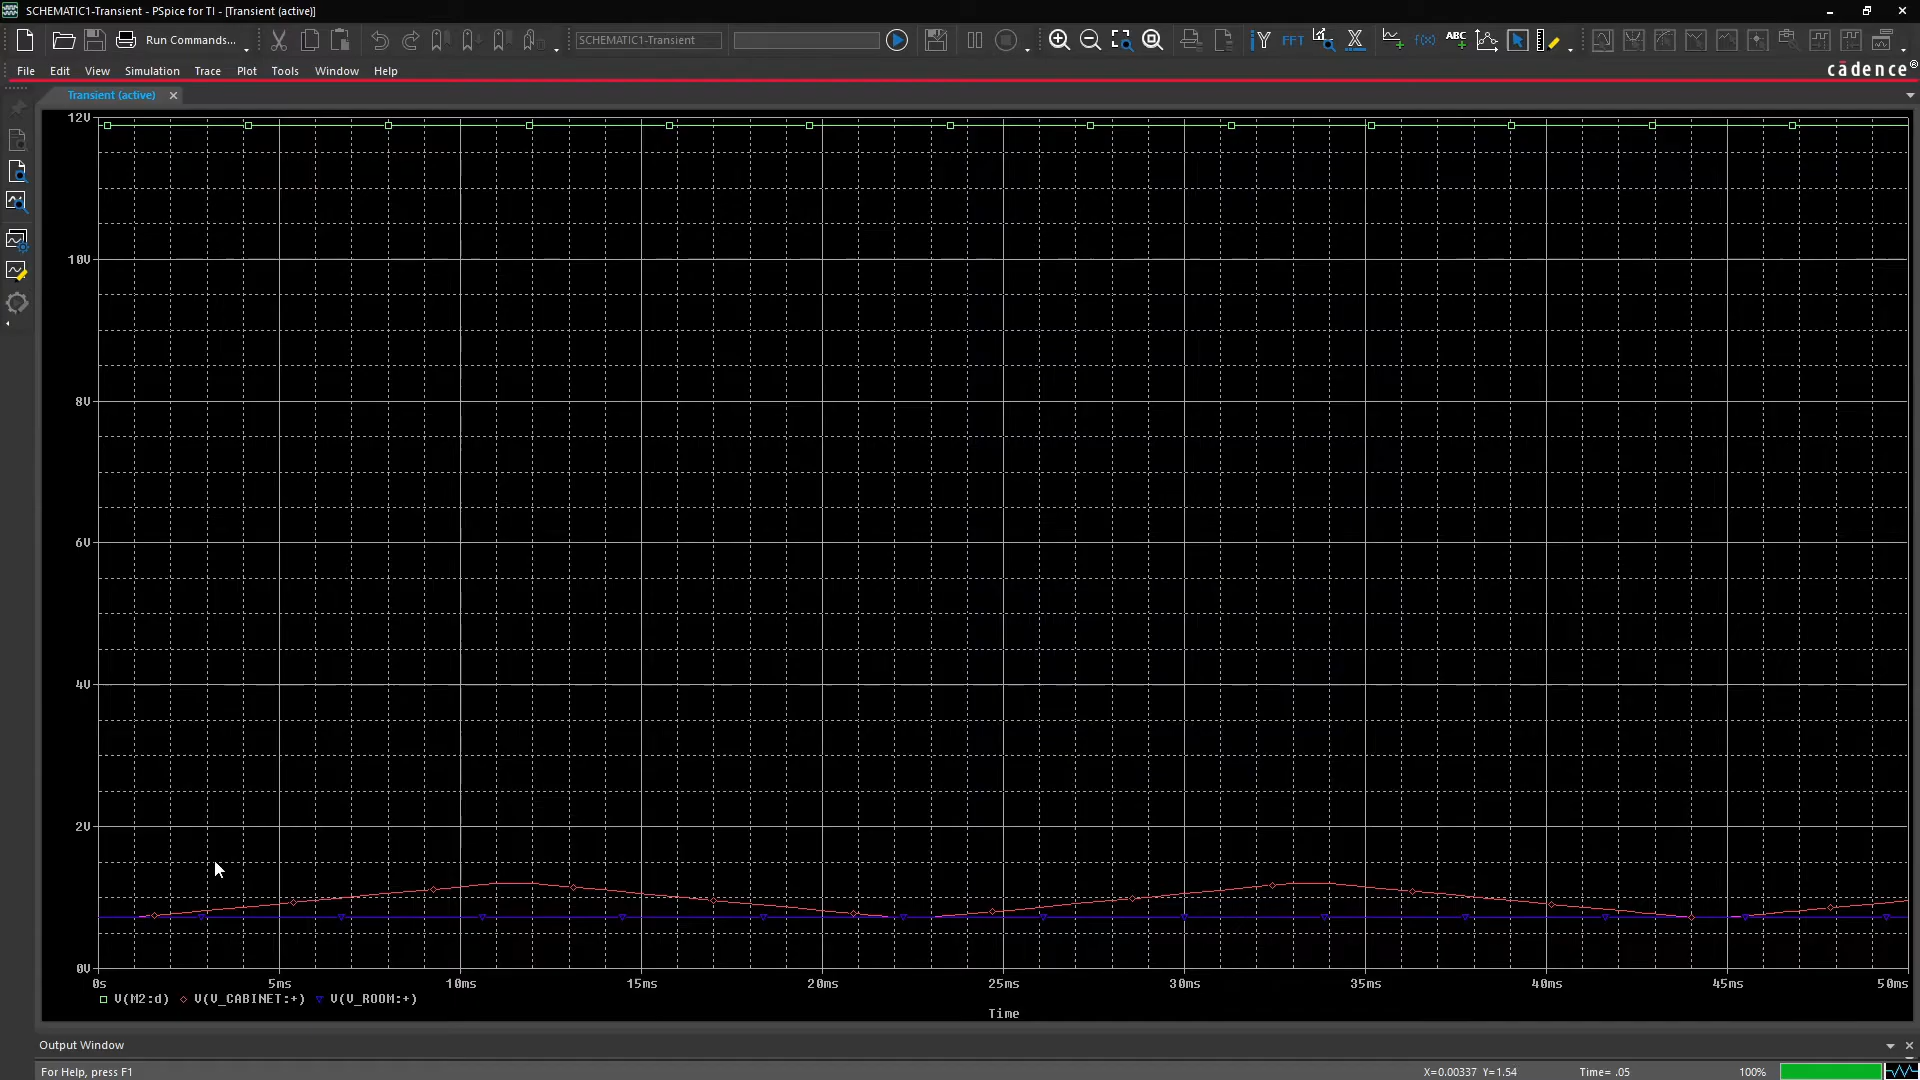 SCHEMATIC1-Transient - PSpice for TI - [Transient (active)]
Run Commands...
SCHEMATIC1-Transient
FFT
ABC
File Edit View Simulation Trace Plot Tools Window Help
cādence®
Transient (active)
12V
10V
8V
6V
4V
2V
0V
0s 5ms 10ms 15ms 20ms 25ms 30ms 35ms 40ms 45ms 50ms
V(M2:d) V(V_CABINET:+) V(V_ROOM:+)
Time
Output Window
For Help, press F1
X=0.00337 Y=1.54 Time= .05 100%